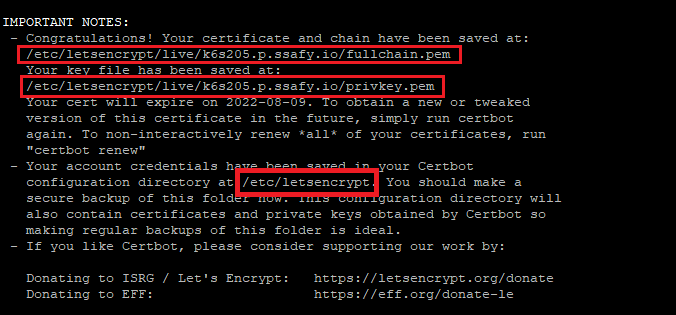 IMPORTANT NOTES:
- Congratulations! Your certificate and chain have been saved at:
/etc/letsencrypt/live/k6s205.p.ssafy.io/fullchain.pem
Your key file has been saved at:
/etc/letsencrypt/live/k6s205.p.ssafy.io/privkey.pem
Your cert will expire on 2022-08-09. To obtain a new or tweaked
version of this certificate in the future, simply run certbot
again. To non-interactively renew *all* of your certificates, run
"certbot renew"
- Your account credentials have been saved in your Certbot
configuration directory at /etc/letsencrypt. You should make a
secure backup of this folder now. This configuration directory will
also contain certificates and private keys obtained by Certbot so
making regular backups of this folder is ideal.
- If you like Certbot, please consider supporting our work by:
Donating to ISRG / Let's Encrypt: https://letsencrypt.org/donate
Donating to EFF: https://eff.org/donate-le